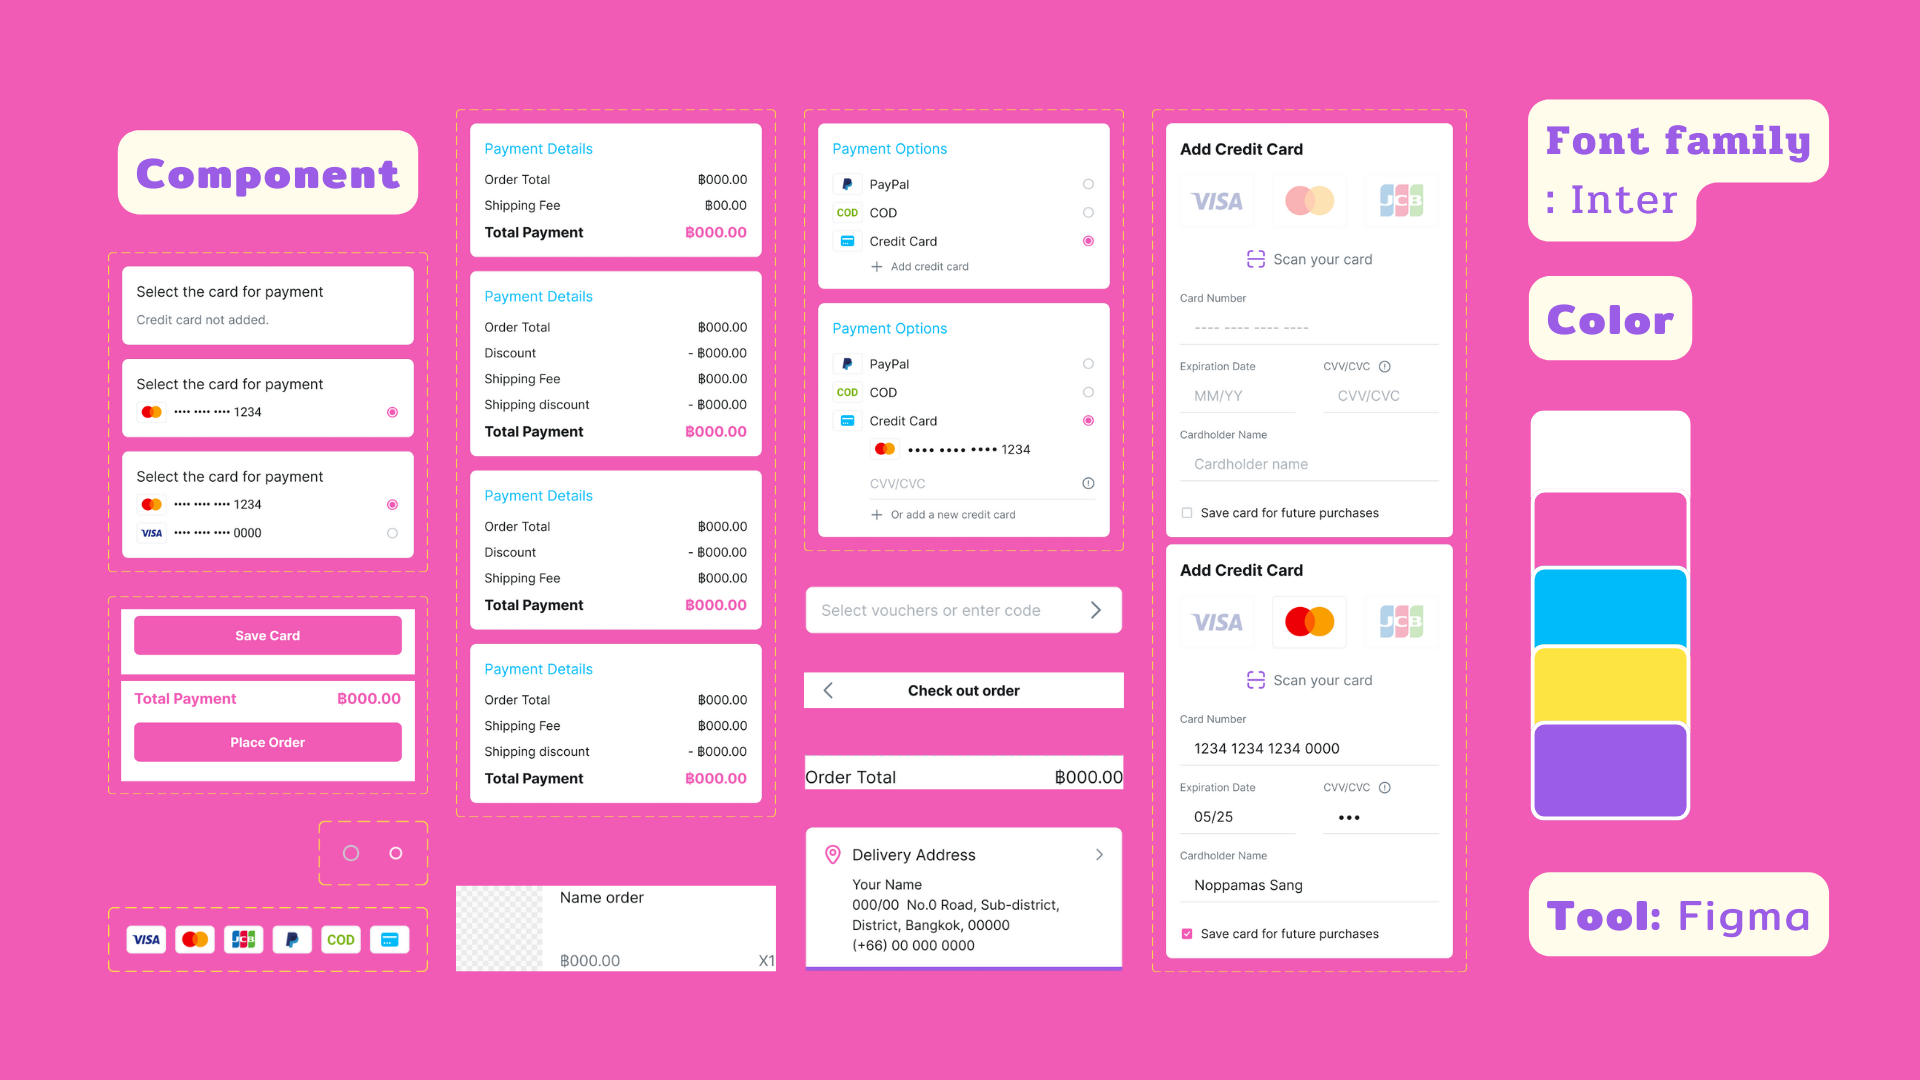 Component
Select the card for payment
Credit card not added.
Select the card for payment
•••• •••• •••• 1234
Select the card for payment
•••• •••• •••• 1234
VISA •••• •••• •••• 0000
Save Card
Total Payment ฿000.00
Place Order
VISA JCB COD
Payment Details
Order Total ฿000.00
Shipping Fee ฿00.00
Total Payment ฿000.00
Payment Details
Order Total ฿000.00
Discount - ฿000.00
Shipping Fee ฿000.00
Shipping discount - ฿000.00
Total Payment ฿000.00
Payment Details
Order Total ฿000.00
Discount - ฿000.00
Shipping Fee ฿000.00
Total Payment ฿000.00
Payment Details
Order Total ฿000.00
Shipping Fee ฿000.00
Shipping discount - ฿000.00
Total Payment ฿000.00
Name order
฿000.00 X1
Payment Options
PayPal
COD COD
Credit Card
+ Add credit card
Payment Options
PayPal
COD COD
Credit Card
•••• •••• •••• 1234
CVV/CVC
+ Or add a new credit card
Select vouchers or enter code
Check out order
Order Total ฿000.00
Delivery Address
Your Name
000/00 No.0 Road, Sub-district,
District, Bangkok, 00000
(+66) 00 000 0000
Add Credit Card
VISA JCB
Scan your card
Card Number
---- ---- ---- ----
Expiration Date CVV/CVC
MM/YY CVV/CVC
Cardholder Name
Cardholder name
Save card for future purchases
Add Credit Card
VISA JCB
Scan your card
Card Number
1234 1234 1234 0000
Expiration Date CVV/CVC
05/25 •••
Cardholder Name
Noppamas Sang
Save card for future purchases
Font family
: Inter
Color
Tool: Figma